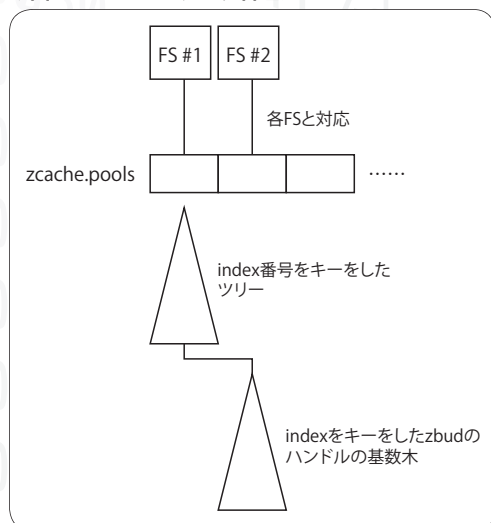 FS #1 FS #2
各FSと対応
zcache.pools ……
index番号をキーをした
ツリー
indexをキーをしたzbudの
ハンドルの基数木